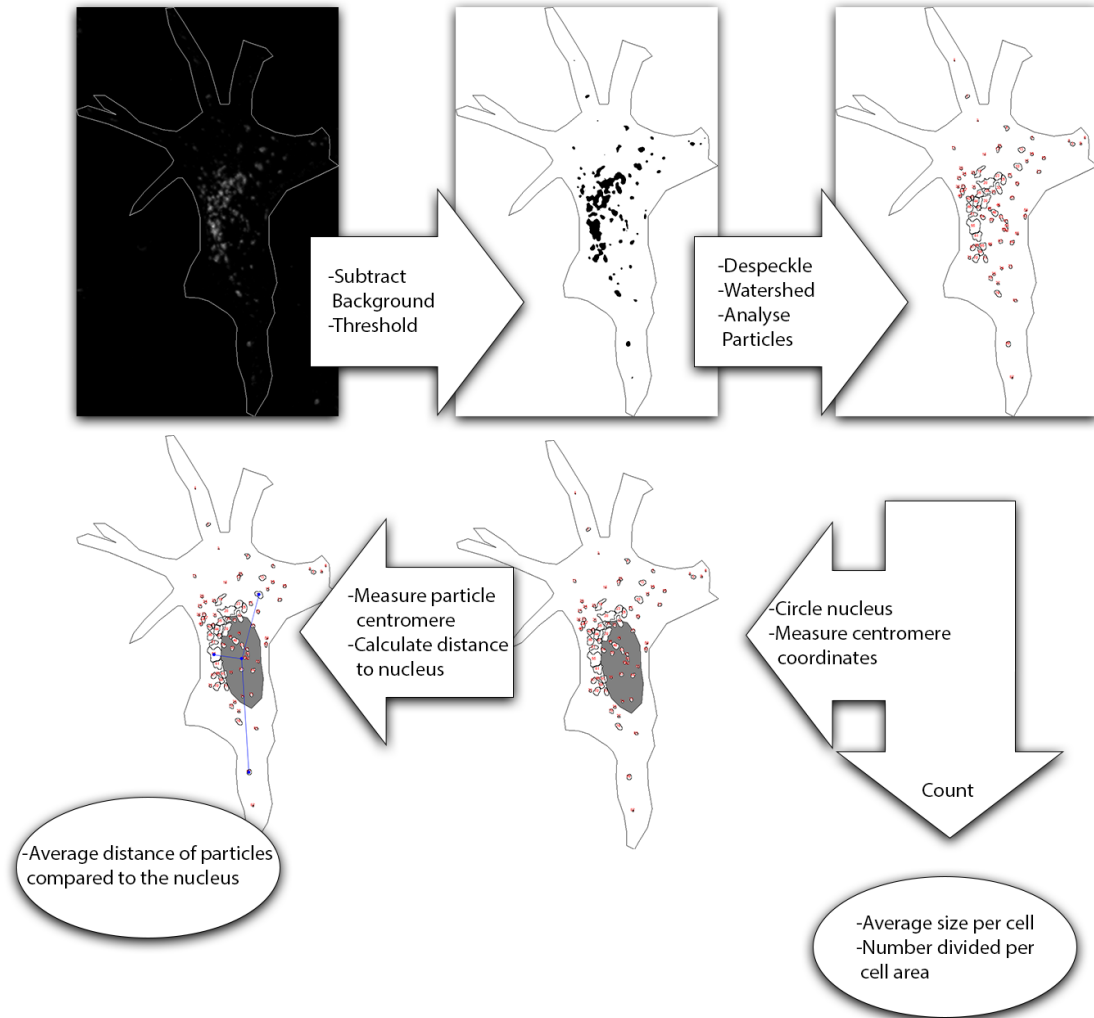 -Subtract
Background
-Threshold
-Despeckle
-Watershed
-Analyse
Particles
-Circle nucleus
-Measure centromere
coordinates
-Measure particle
centromere
-Calculate distance
to nucleus
Count
-Average distance of particles
compared to the nucleus
-Average size per cell
-Number divided per
cell area